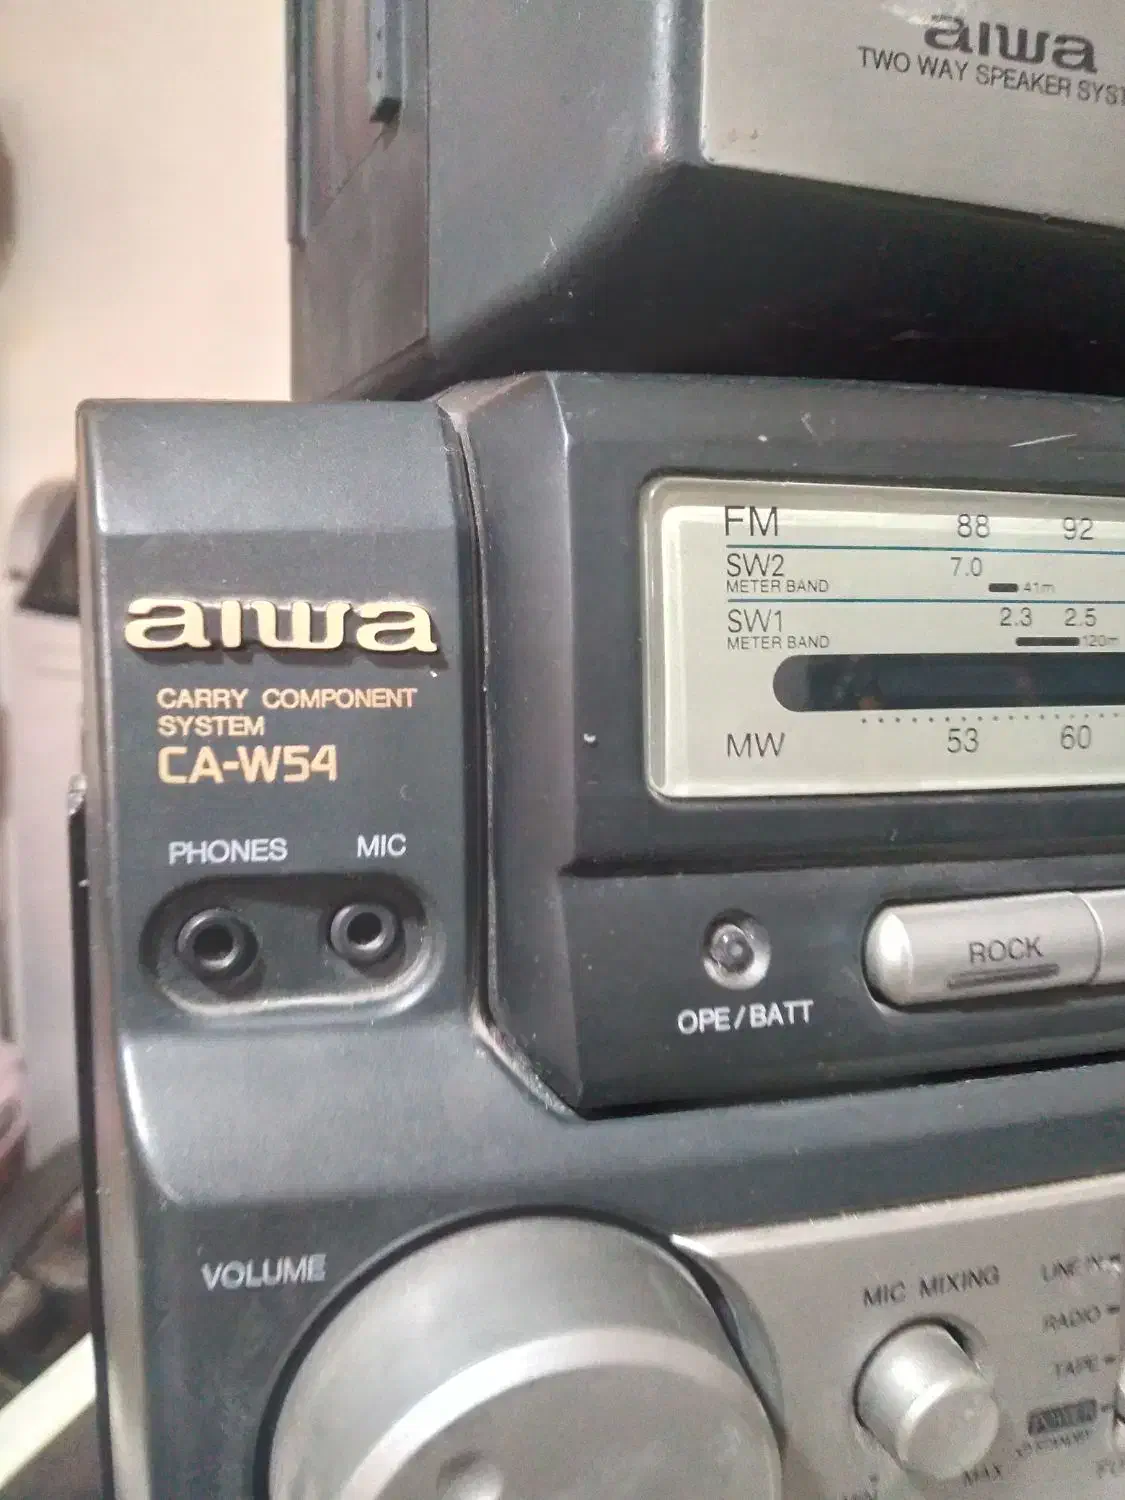 aiwa
TWO WAY SPEAKER
FM 88 92
SW2 7.0
METER BAND 41m
SW1 2.3 2.5
METER BAND 120m
MW 53 60
aiwa
CARRY COMPONENT
SYSTEM
CA-W54
PHONES MIC
ROCK
OPE/BATT
VOLUME
MIC MIXING
LINE IN
RADIO
TAPE
MAX